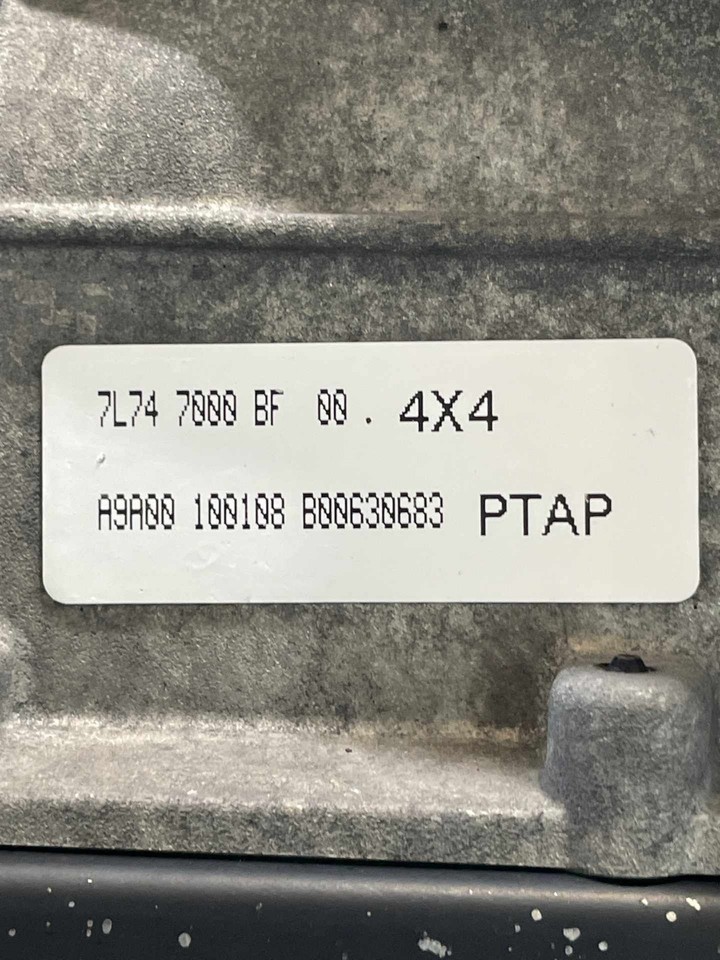 7L74 7000 BF 00 . 4X4
A9A00 100108 B00630683 PTAP